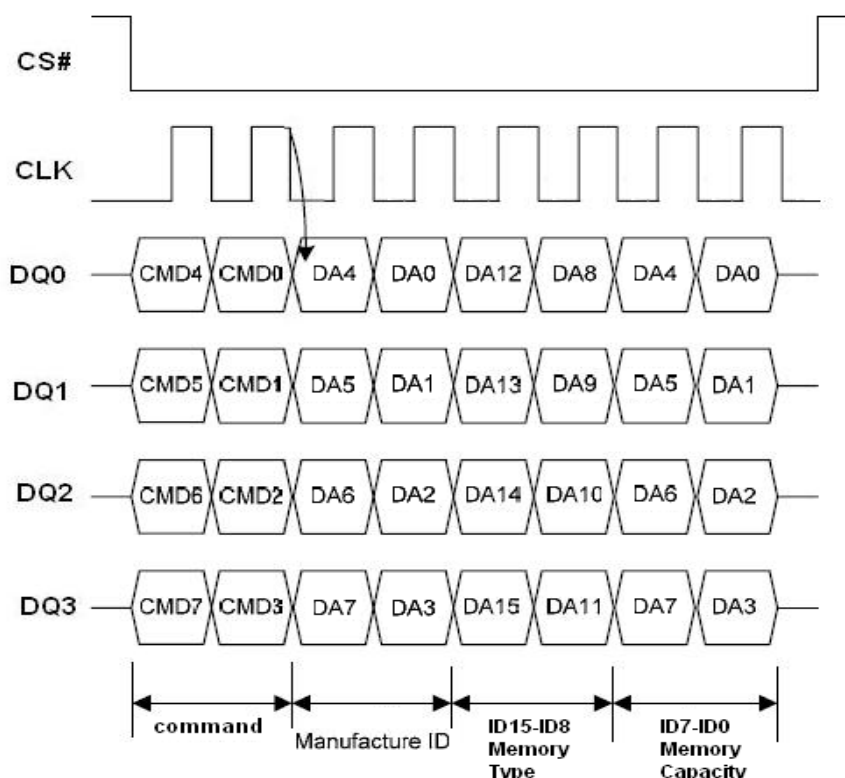 CS#
CLK
DQ0 CMD4 CMD0 DA4 DA0 DA12 DA8 DA4 DA0
DQ1 CMD5 CMD1 DA5 DA1 DA13 DA9 DA5 DA1
DQ2 CMD6 CMD2 DA6 DA2 DA14 DA10 DA6 DA2
DQ3 CMD7 CMD3 DA7 DA3 DA15 DA11 DA7 DA3
command
Manufacture ID
ID15-ID8
Memory
Type
ID7-ID0
Memory
Capacity